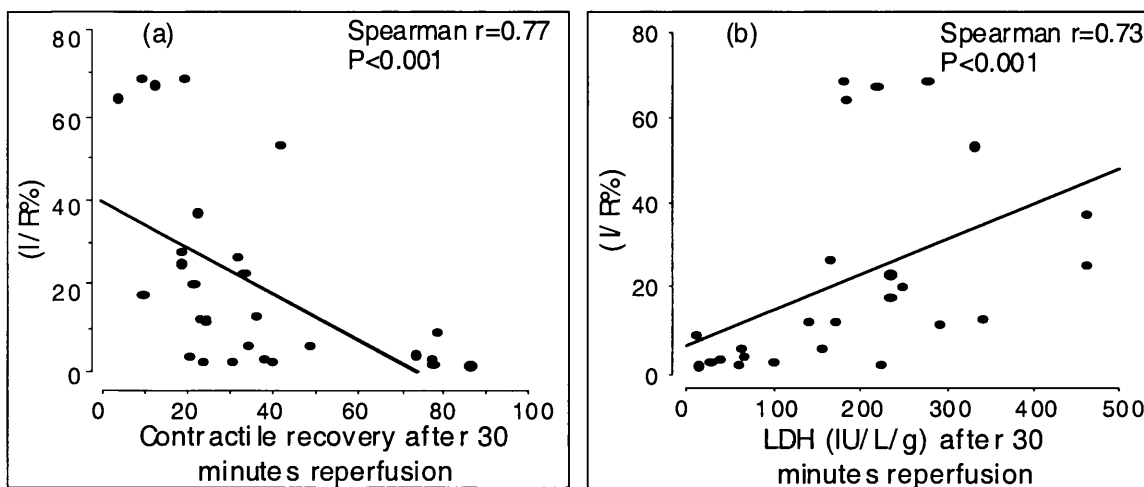 (a)
Spearman r=0.77
P<0.001
(I/R%)
80
60
40
20
0
0 20 40 60 80 100
Contractile recovery after 30
minutes reperfusion
(b)
Spearman r=0.73
P<0.001
(I/R%)
80
60
40
20
0
0 100 200 300 400 500
LDH (IU/L/g) after 30
minutes reperfusion